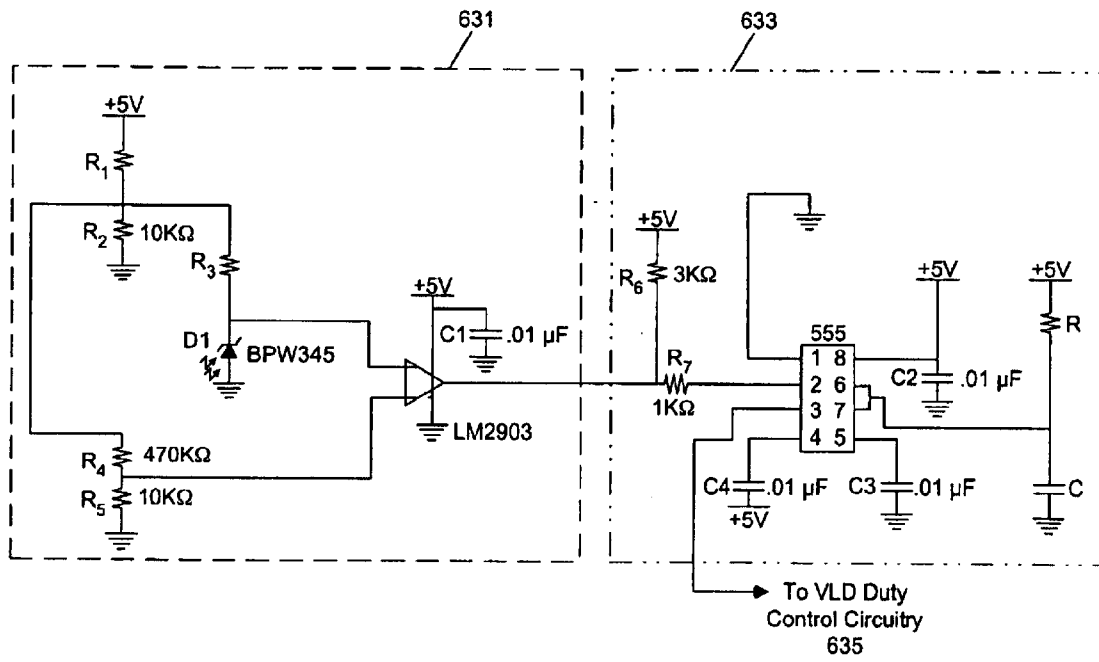 631
633
+5V
R1
R2 10KΩ
R3
D1 BPW345
+5V
C1 .01 µF
LM2903
R4 470KΩ
R5 10KΩ
+5V
R6 3KΩ
R7
1KΩ
555
1 8
2 6
3 7
4 5
+5V
C2 .01 µF
+5V
R
C
C4 .01 µF
+5V
C3 .01 µF
To VLD Duty
Control Circuitry
635